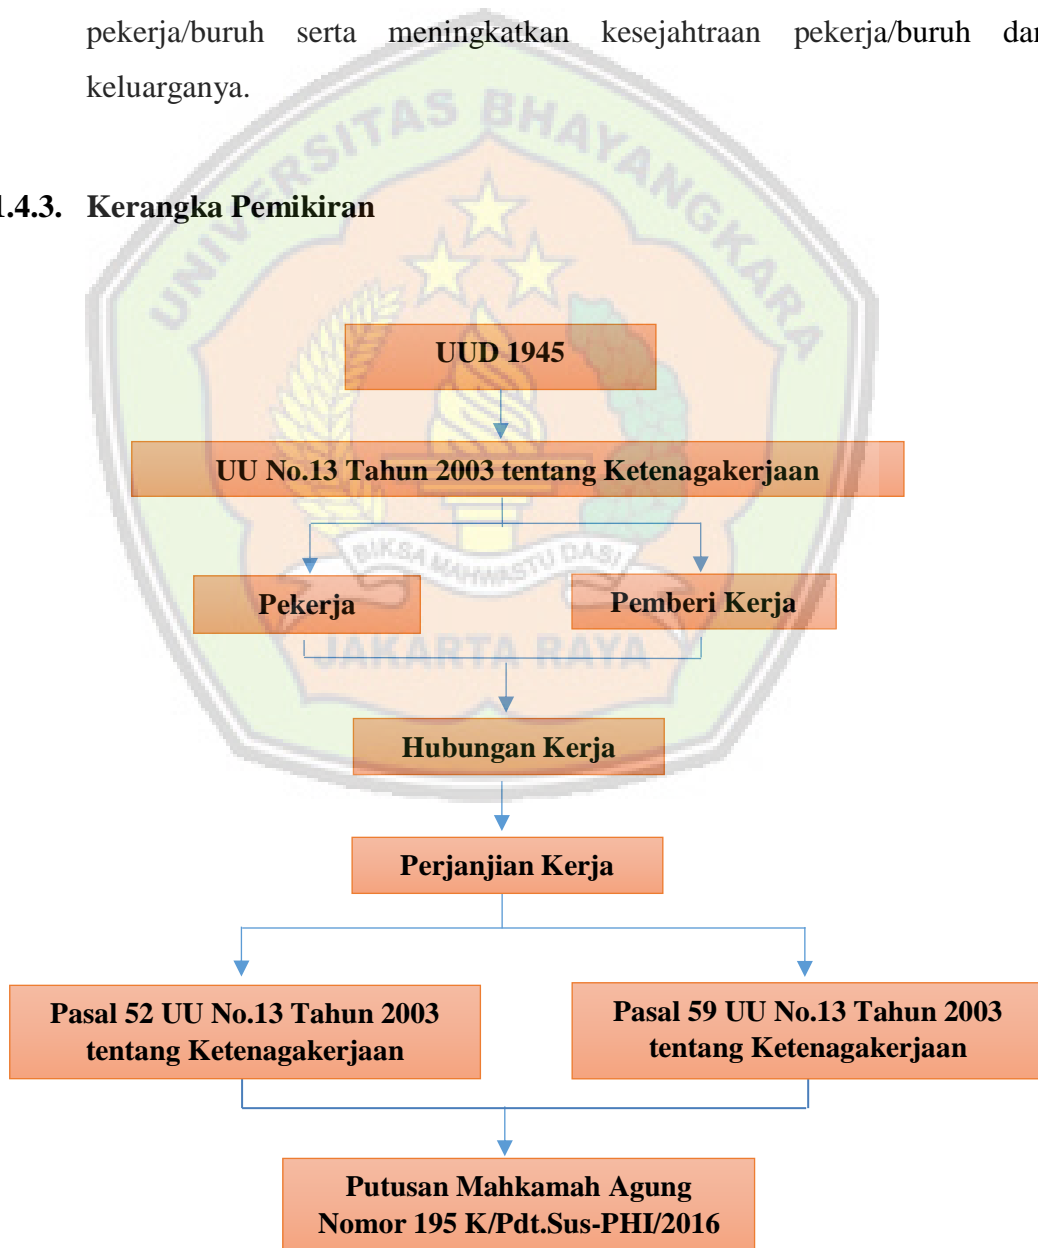 pekerja/buruh serta meningkatkan kesejahtraan pekerja/buruh dan
keluarganya.
1.4.3. Kerangka Pemikiran
UNIVERSITAS BHAYANGKARA
UUD 1945
UU No.13 Tahun 2003 tentang Ketenagakerjaan
BIKSA MAHWASTU DASI
Pekerja
Pemberi Kerja
JAKARTA RAYA
Hubungan Kerja
Perjanjian Kerja
Pasal 52 UU No.13 Tahun 2003
tentang Ketenagakerjaan
Pasal 59 UU No.13 Tahun 2003
tentang Ketenagakerjaan
Putusan Mahkamah Agung
Nomor 195 K/Pdt.Sus-PHI/2016